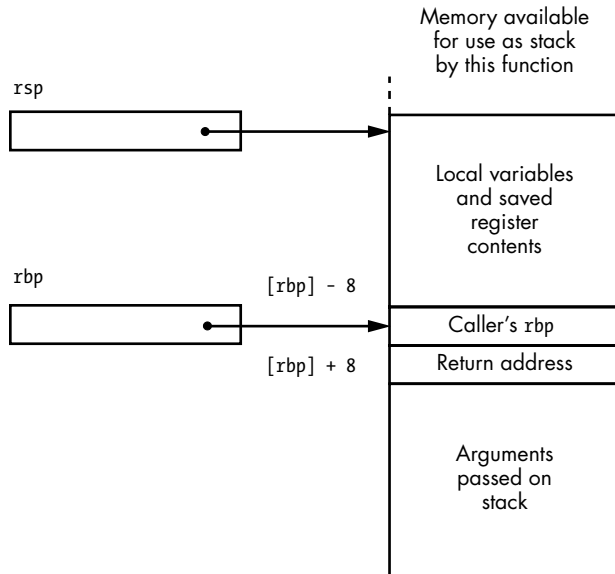 Memory available
for use as stack
by this function
rsp
Local variables
and saved
register
contents
rbp
[rbp] - 8
Caller's rbp
[rbp] + 8
Return address
Arguments
passed on
stack